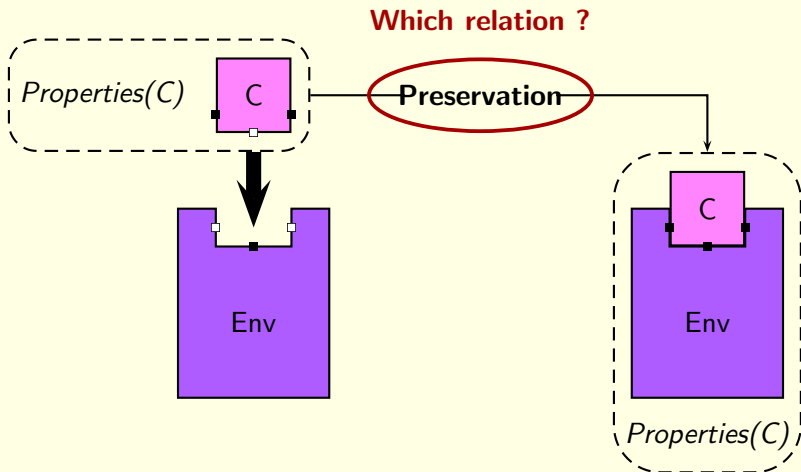 Which relation ?
Properties(C)
C
Preservation
C
Env
Env
Properties(C)